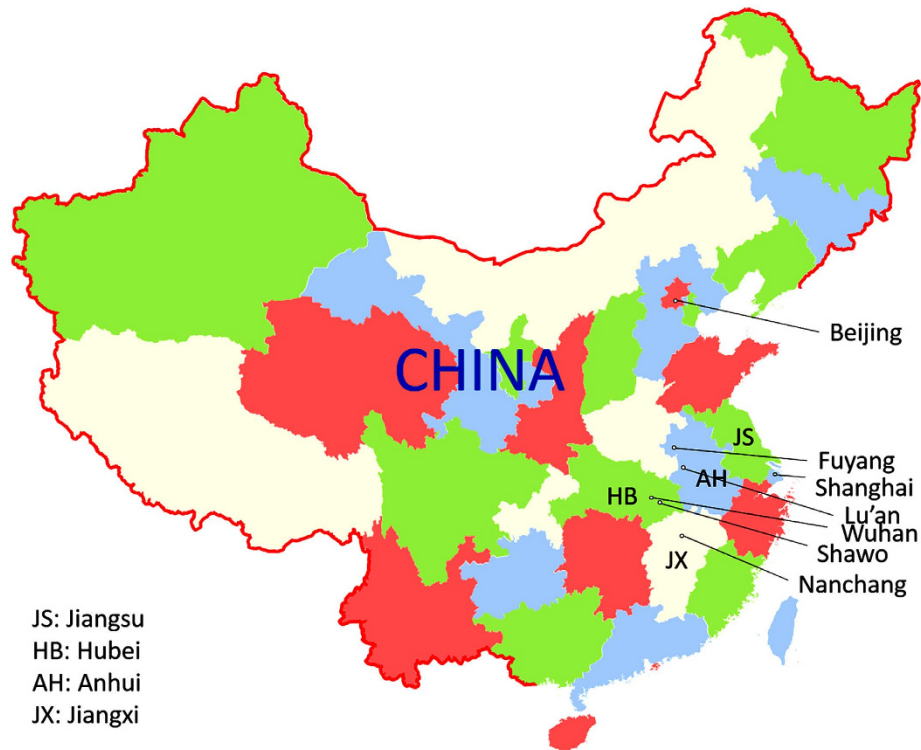 Beijing
CHINA
JS
Fuyang
AH
Shanghai
HB
Lu'an
Wuhan
Shawo
JX
Nanchang
JS: Jiangsu
HB: Hubei
AH: Anhui
JX: Jiangxi